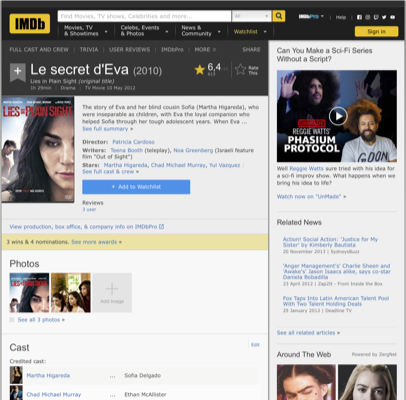 IMDb
Find Movies, TV shows, Celebrities and more...
All
IMDbPro
Help
Movies, TV & Showtimes
Celebs, Events & Photos
News & Community
Watchlist
Sign in
FULL CAST AND CREW | TRIVIA | USER REVIEWS | IMDbPro | MORE
SHARE
Le secret d'Eva (2010)
Lies in Plain Sight (original title)
1h 29min | Drama | TV Movie 10 May 2012
6,4
Rate This
LIES IN PLAIN SIGHT
The story of Eva and her blind cousin Sofia (Martha Higareda), who
were inseparable as children, with Eva the loyal companion who
helped Sofia through her tough adolescent years. When Eva ...
See full summary »
Director: Patricia Cardoso
Writers: Teena Booth (teleplay), Noa Greenberg (Israeli feature
film "Out of Sight")
Stars: Martha Higareda, Chad Michael Murray, Yul Vazquez
See full cast & crew »
+ Add to Watchlist
Reviews
1 user
View production, box office, & company info on IMDbPro
3 wins & 4 nominations. See more awards »
Photos
LIES IN PLAIN SIGHT
Add Image
See all 3 photos »
Cast
Edit
Credited cast:
Martha Higareda ... Sofia Delgado
Chad Michael Murray ... Ethan McAllister
Can You Make a Sci-Fi Series
Without a Script?
REGGIE WATTS'
PHASIUM
PROTOCOL
Well Reggie Watts sure tried with his idea for
a sci-fi improv show. What happens when we
bring his idea to life?
Watch now on "UnMade" »
Related News
Action! Social Action: 'Justice for My
Sister' by Kimberly Bautista
20 November 2013 | SydneysBuzz
'Anger Management's' Charlie Sheen and
'Awake's' Jason Isaacs alike, says co-star
Daniela Bobadilla
23 April 2012 | Zap2It - From Inside the Box
Fox Taps Into Latin American Talent Pool
With Two Talent Holding Deals
23 January 2013 | Deadline TV
See all related articles »
Around The Web
Powered by ZergNet